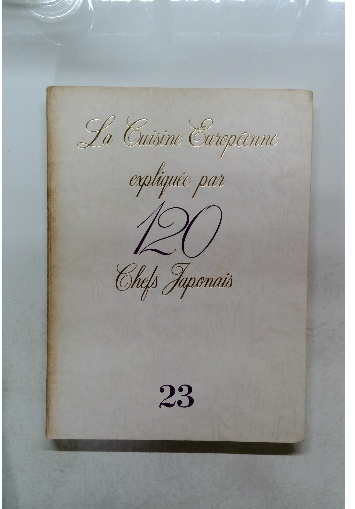 La Cuisine Européenne
expliquée par
120
Chefs Japonais
23